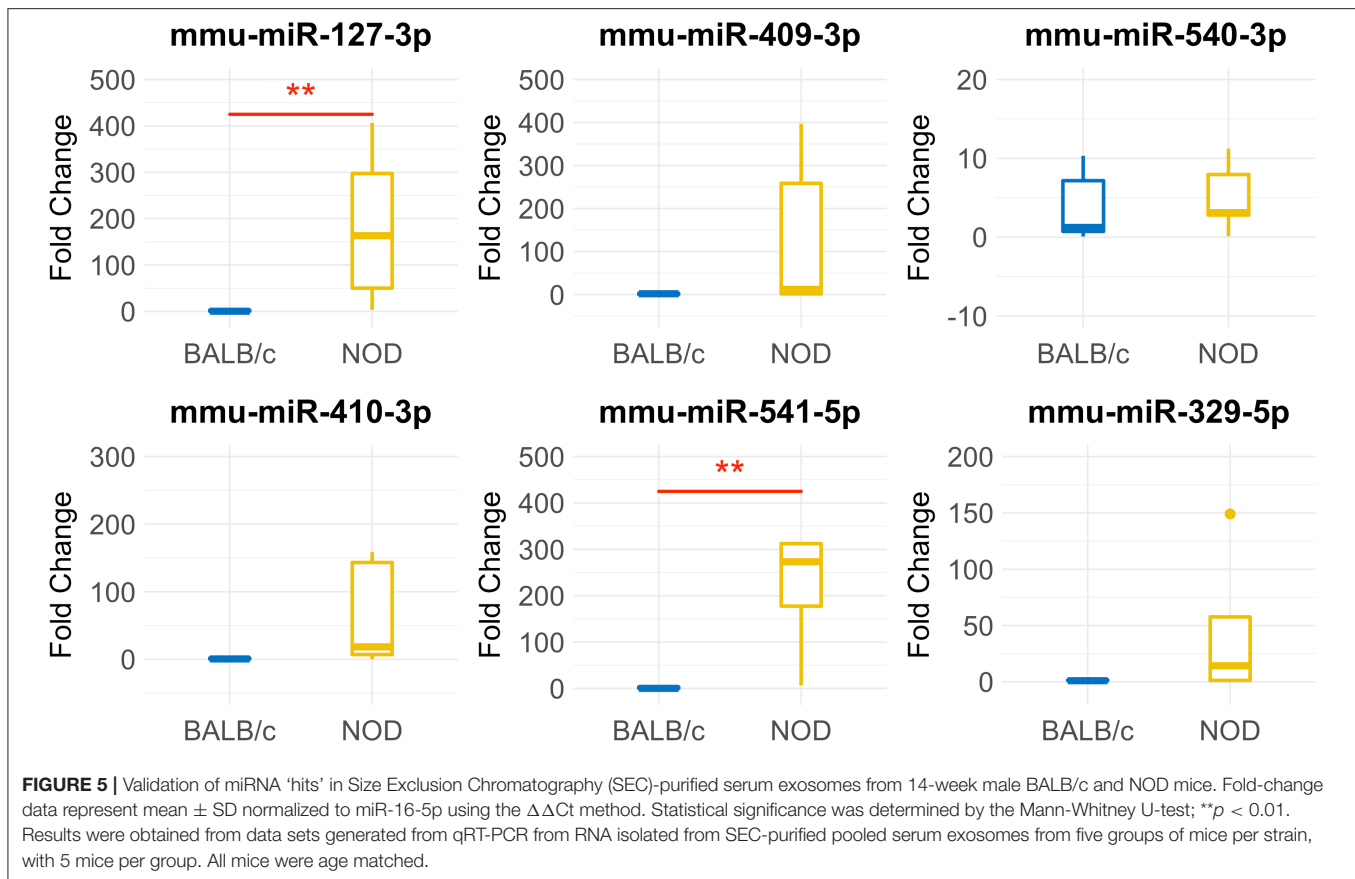 mmu-miR-127-3p
mmu-miR-409-3p
mmu-miR-540-3p
Fold Change
500
400
300
200
100
0
**
BALB/c
NOD
Fold Change
500
400
300
200
100
0
BALB/c
NOD
Fold Change
20
10
0
-10
BALB/c
NOD
mmu-miR-410-3p
mmu-miR-541-5p
mmu-miR-329-5p
Fold Change
300
200
100
0
BALB/c
NOD
Fold Change
500
400
300
200
100
0
**
BALB/c
NOD
Fold Change
200
150
100
50
0
BALB/c
NOD
FIGURE 5 | Validation of miRNA ‘hits’ in Size Exclusion Chromatography (SEC)-purified serum exosomes from 14-week male BALB/c and NOD mice. Fold-change
data represent mean ± SD normalized to miR-16-5p using the ΔΔCt method. Statistical significance was determined by the Mann-Whitney U-test; **p < 0.01.
Results were obtained from data sets generated from qRT-PCR from RNA isolated from SEC-purified pooled serum exosomes from five groups of mice per strain,
with 5 mice per group. All mice were age matched.